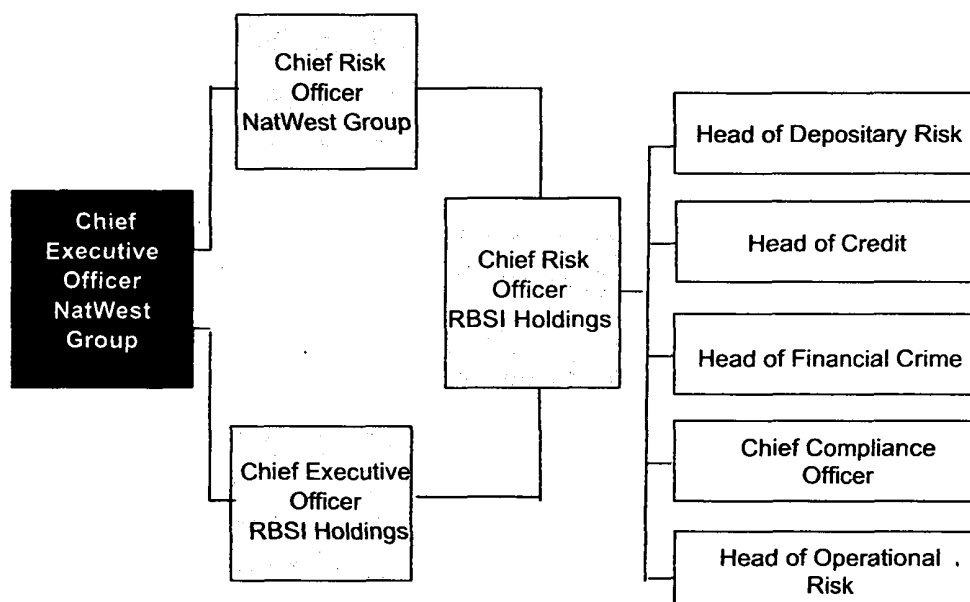 Chief Risk
Officer
NatWest Group
Chief
Executive
Officer
NatWest
Group
Chief Risk
Officer
RBSI Holdings
Chief Executive
Officer
RBSI Holdings
Head of Depositary Risk
Head of Credit
Head of Financial Crime
Chief Compliance
Officer
Head of Operational
Risk